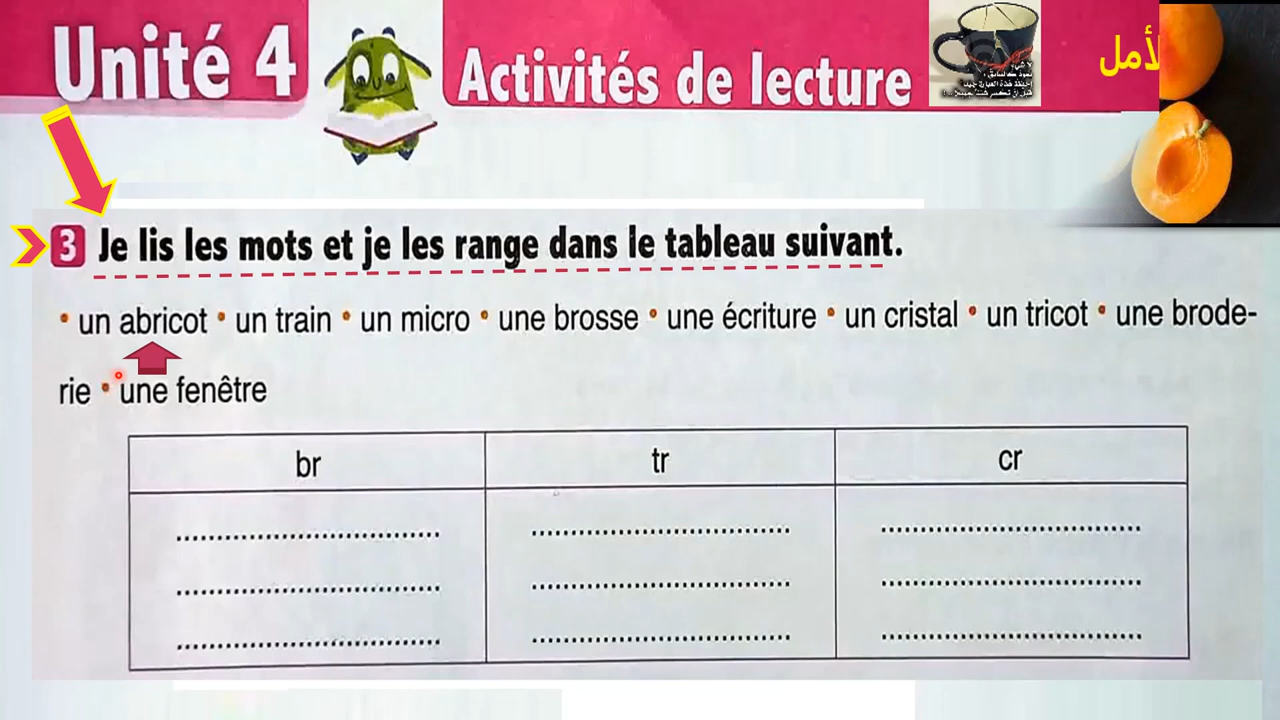 Unité 4
Activités de lecture
لأمل
3 Je lis les mots et je les range dans le tableau suivant.
• un abricot • un train • un micro • une brosse • une écriture • un cristal • un tricot • une brode-
rie • une fenêtre
br tr cr